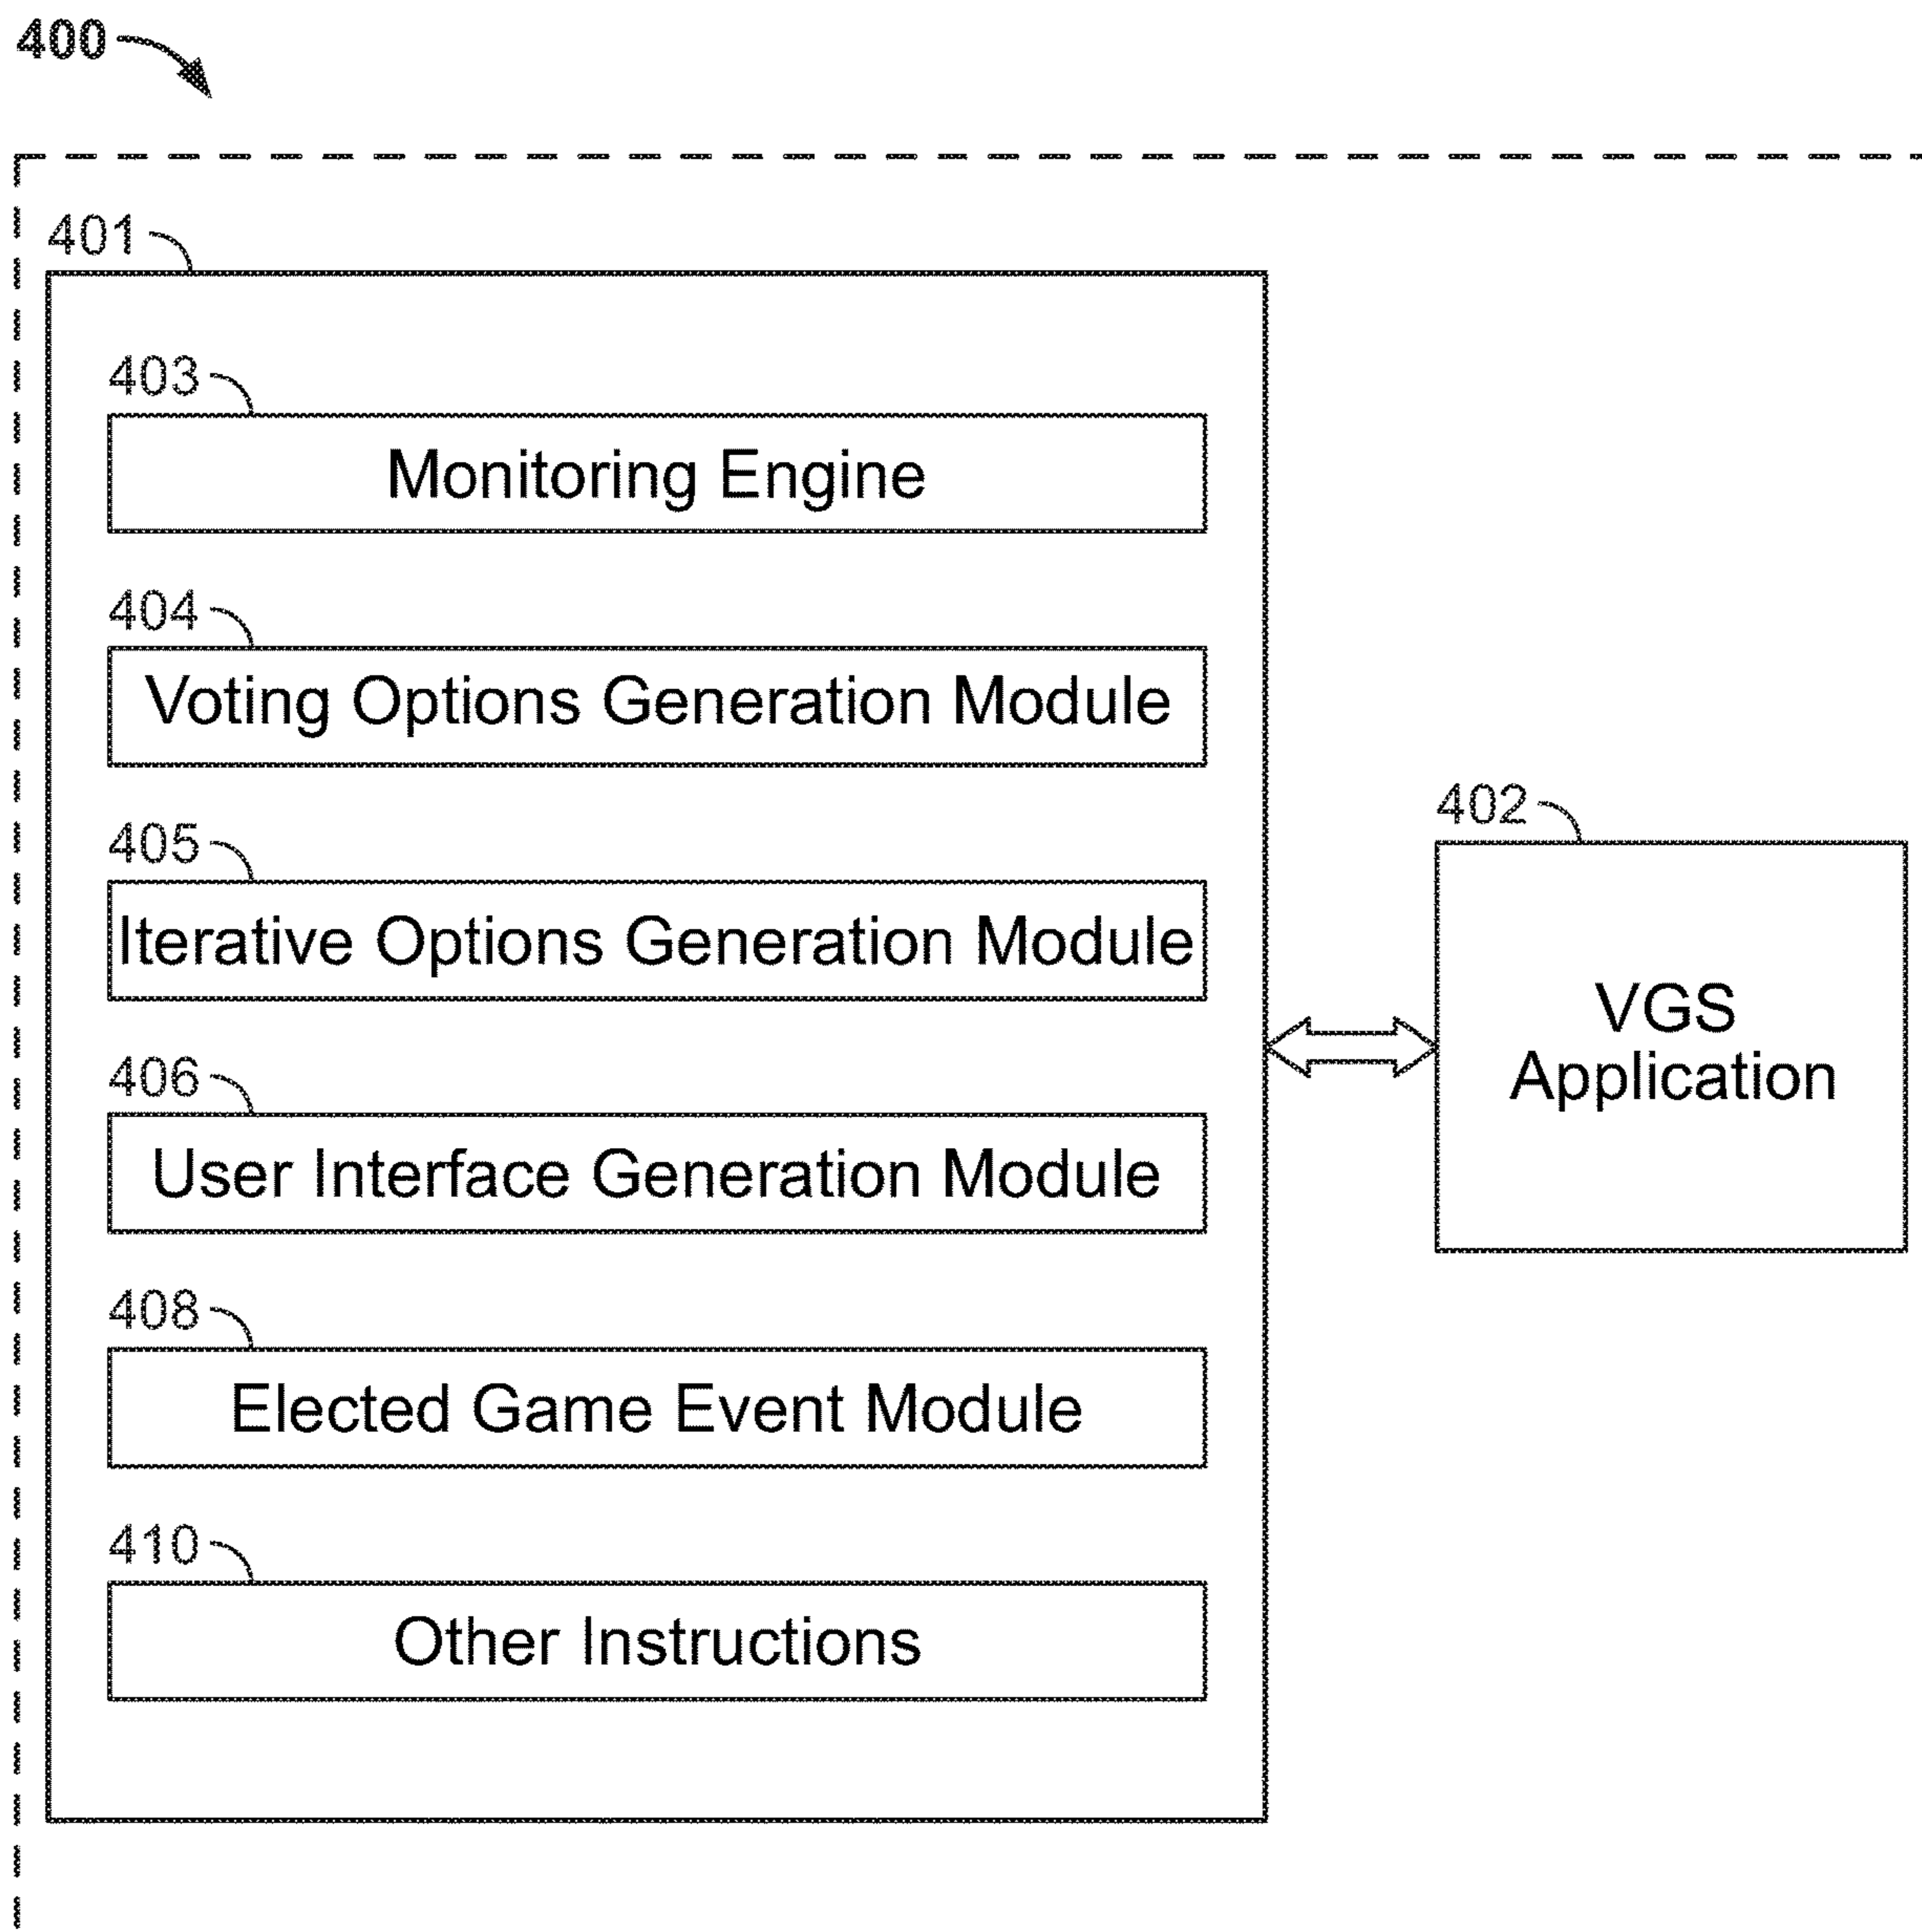 400
401
403
Monitoring Engine
404
Voting Options Generation Module
405
Iterative Options Generation Module
406
User Interface Generation Module
408
Elected Game Event Module
410
Other Instructions
402
VGS
Application